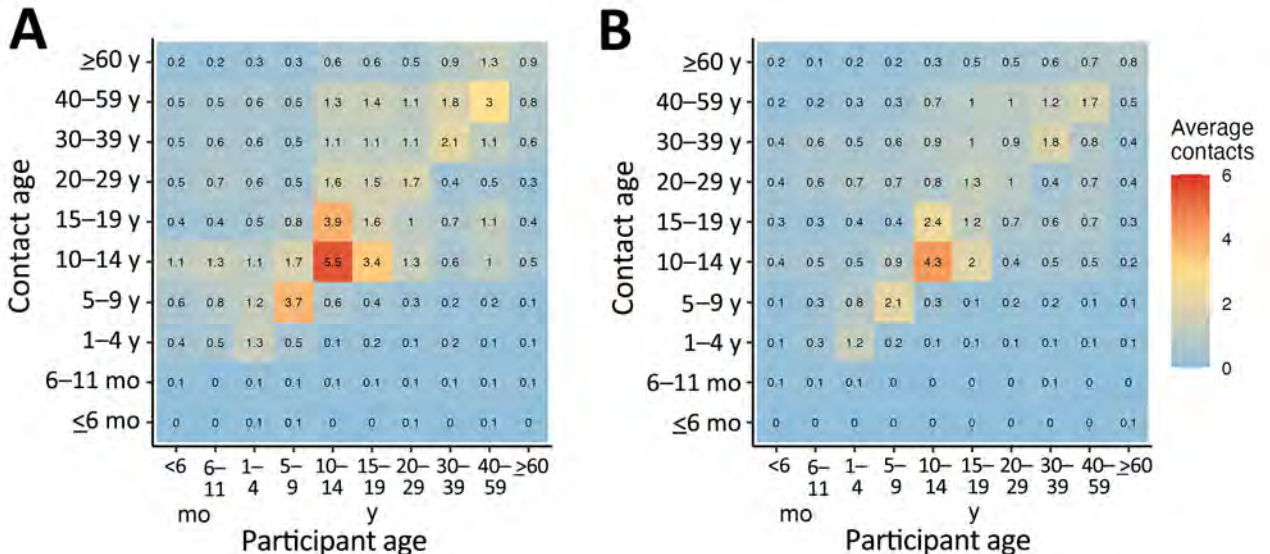 A
B
≥60 y 0.2 0.2 0.3 0.3 0.6 0.6 0.5 0.9 1.3 0.9
40–59 y 0.5 0.5 0.6 0.5 1.3 1.4 1.1 1.8 3 0.8
30–39 y 0.5 0.6 0.6 0.5 1.1 1.1 1.1 2.1 1.1 0.6
20–29 y 0.5 0.7 0.6 0.5 1.6 1.5 1.7 0.4 0.5 0.3
15–19 y 0.4 0.4 0.5 0.8 3.9 1.6 1 0.7 1.1 0.4
10–14 y 1.1 1.3 1.1 1.7 5.5 3.4 1.3 0.6 1 0.5
5–9 y 0.6 0.8 1.2 3.7 0.6 0.4 0.3 0.2 0.2 0.1
1–4 y 0.4 0.5 1.3 0.5 0.1 0.2 0.1 0.2 0.1 0.1
6–11 mo 0.1 0 0.1 0.1 0.1 0.1 0.1 0.1 0.1 0.1
≤6 mo 0 0 0.1 0.1 0 0 0.1 0 0.1 0
<6 6–11 1–4 5–9 10–14 15–19 20–29 30–39 40–59 ≥60
mo y
Participant age
Contact age
≥60 y 0.2 0.1 0.2 0.2 0.3 0.5 0.5 0.6 0.7 0.8
40–59 y 0.2 0.2 0.3 0.3 0.7 1 1 1.2 1.7 0.5
30–39 y 0.4 0.6 0.5 0.6 0.9 1 0.9 1.8 0.8 0.4
20–29 y 0.4 0.6 0.7 0.7 0.8 1.3 1 0.4 0.7 0.4
15–19 y 0.3 0.3 0.4 0.4 2.4 1.2 0.7 0.6 0.7 0.3
10–14 y 0.4 0.5 0.5 0.9 4.3 2 0.4 0.5 0.5 0.2
5–9 y 0.1 0.3 0.8 2.1 0.3 0.1 0.2 0.2 0.1 0.1
1–4 y 0.1 0.3 1.2 0.2 0.1 0.1 0.1 0.1 0.1 0.1
6–11 mo 0.1 0.1 0.1 0 0 0 0 0.1 0 0
≤6 mo 0 0 0 0 0 0 0 0 0 0.1
<6 6–11 1–4 5–9 10–14 15–19 20–29 30–39 40–59 ≥60
mo y
Participant age
Contact age
Average
contacts
6
4
2
0